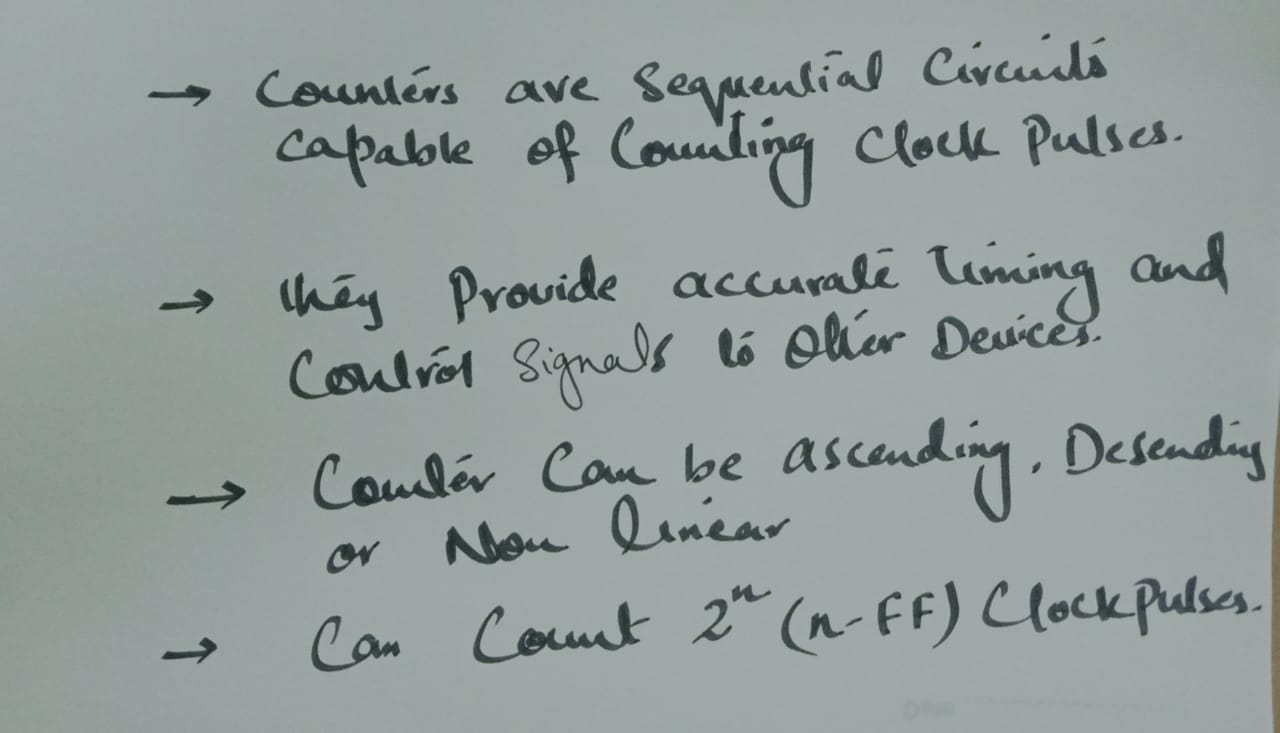 → Counters are Sequential Circuits
capable of Counting Clock Pulses.
→ they Provide accurate timing and
Control Signals to Other Devices.
→ Counter Can be ascending, Desending
or Non linear
→ Can Count 2ⁿ (n-FF) Clock Pulses.